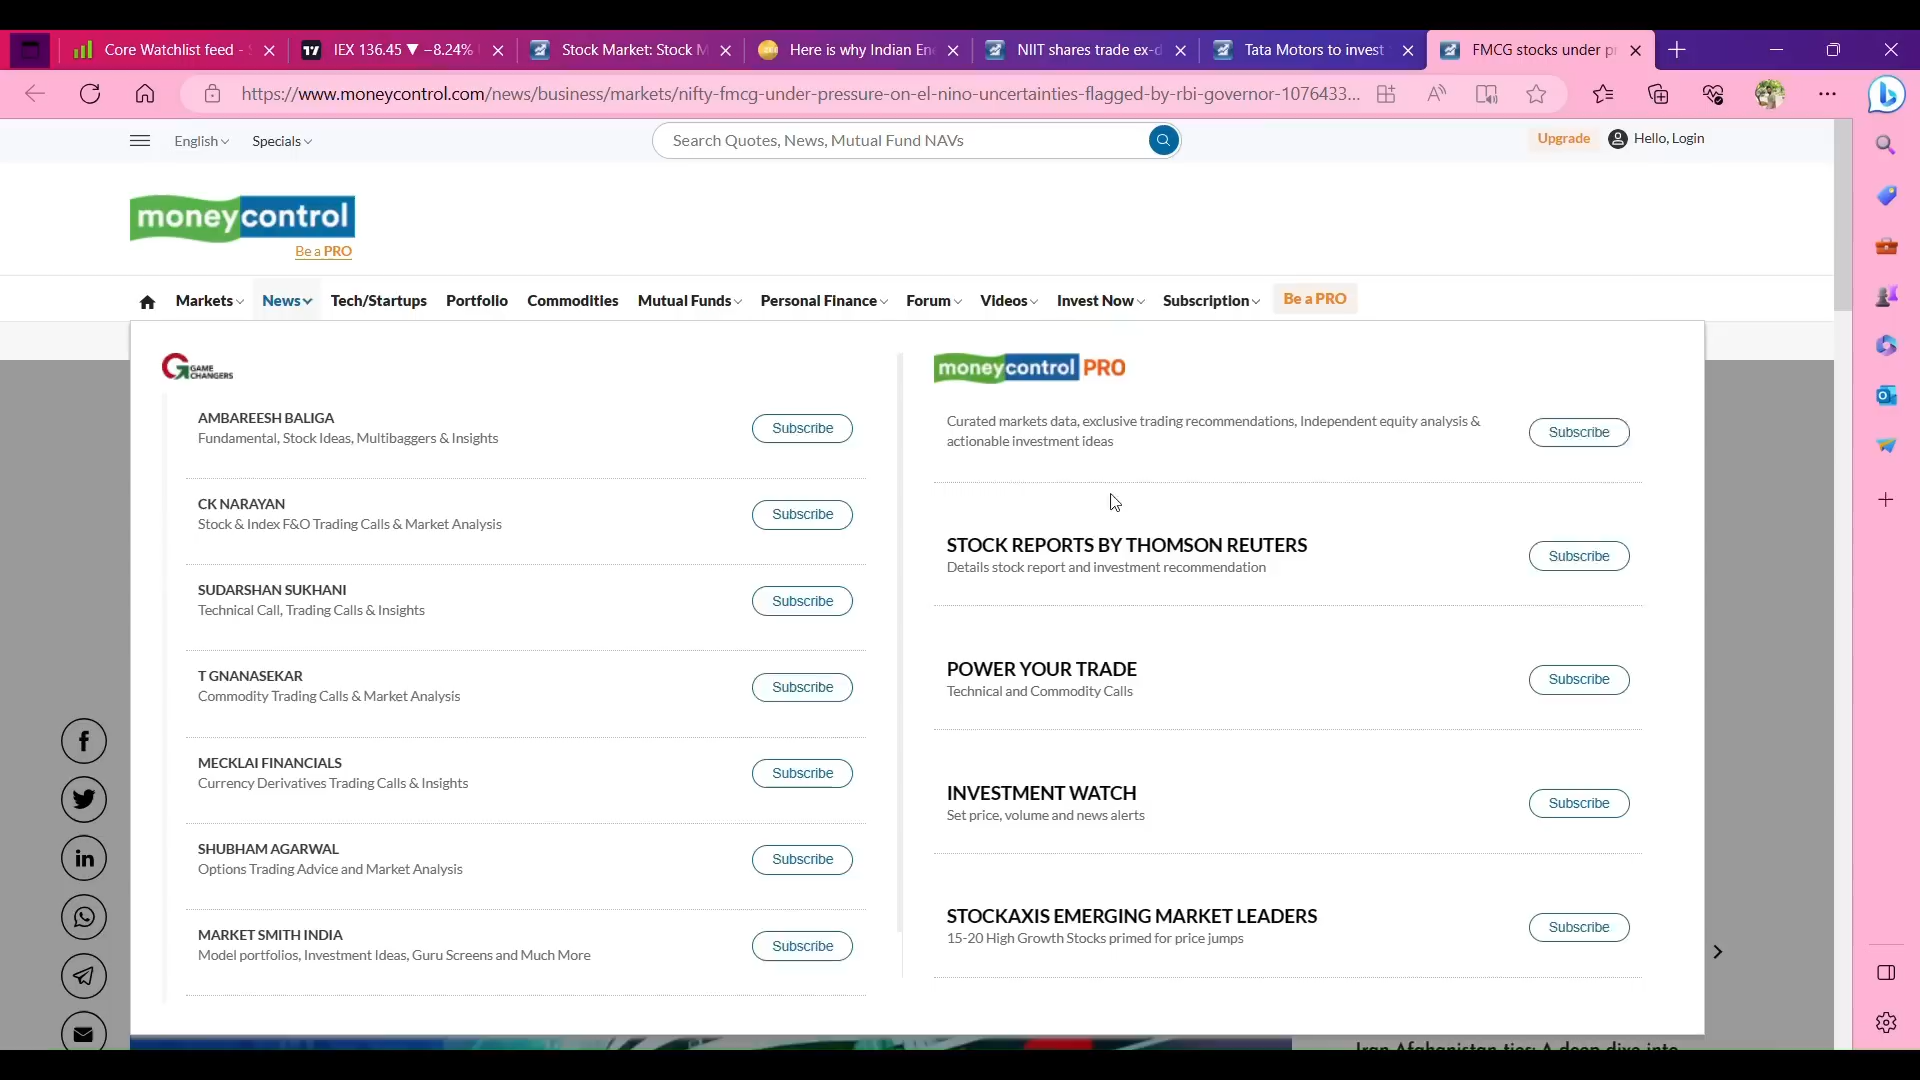 Core Watchlist feed -
IEX 136.45 ▼ −8.24%
Stock Market: Stock M
Here is why Indian En
NIIT shares trade ex-d
Tata Motors to invest
FMCG stocks under pr
https://www.moneycontrol.com/news/business/markets/nifty-fmcg-under-pressure-on-el-nino-uncertainties-flagged-by-rbi-governor-1076433...
English
Specials
Search Quotes, News, Mutual Fund NAVs
Upgrade
Hello, Login
moneycontrol
Be a PRO
Markets
News
Tech/Startups
Portfolio
Commodities
Mutual Funds
Personal Finance
Forum
Videos
Invest Now
Subscription
Be a PRO
GAME CHANGERS
AMBAREESH BALIGA
Fundamental, Stock Ideas, Multibaggers & Insights
Subscribe
CK NARAYAN
Stock & Index F&O Trading Calls & Market Analysis
Subscribe
SUDARSHAN SUKHANI
Technical Call, Trading Calls & Insights
Subscribe
T GNANASEKAR
Commodity Trading Calls & Market Analysis
Subscribe
MECKLAI FINANCIALS
Currency Derivatives Trading Calls & Insights
Subscribe
SHUBHAM AGARWAL
Options Trading Advice and Market Analysis
Subscribe
MARKET SMITH INDIA
Model portfolios, Investment Ideas, Guru Screens and Much More
Subscribe
moneycontrol PRO
Curated markets data, exclusive trading recommendations, Independent equity analysis &
actionable investment ideas
Subscribe
STOCK REPORTS BY THOMSON REUTERS
Details stock report and investment recommendation
Subscribe
POWER YOUR TRADE
Technical and Commodity Calls
Subscribe
INVESTMENT WATCH
Set price, volume and news alerts
Subscribe
STOCKAXIS EMERGING MARKET LEADERS
15-20 High Growth Stocks primed for price jumps
Subscribe
Iran Afghanistan ties: A deep dive into